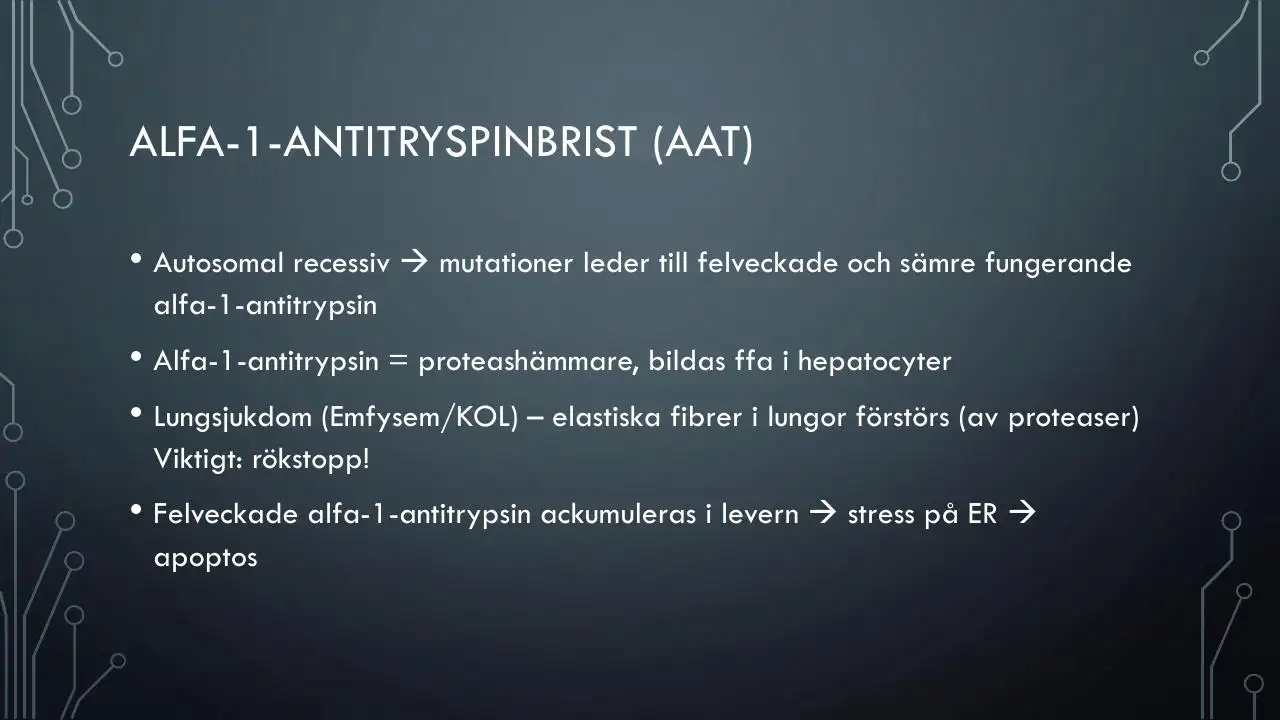 ALFA-1-ANTITRYSPINBRIST (AAT)
• Autosomal recessiv → mutationer leder till felveckade och sämre fungerande
alfa-1-antitrypsin
• Alfa-1-antitrypsin = proteashämmare, bildas ffa i hepatocyter
• Lungsjukdom (Emfysem/KOL) – elastiska fibrer i lungor förstörs (av proteaser)
Viktigt: rökstopp!
• Felveckade alfa-1-antitrypsin ackumuleras i levern → stress på ER →
apoptos